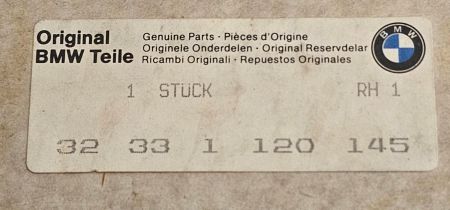 Original
BMW Teile
Genuine Parts · Pièces d'Origine
Originele Onderdelen · Original Reservdelar
Ricambi Originali · Repuestos Originales
BMW
1 STÜCK RH 1
32 33 1 120 145